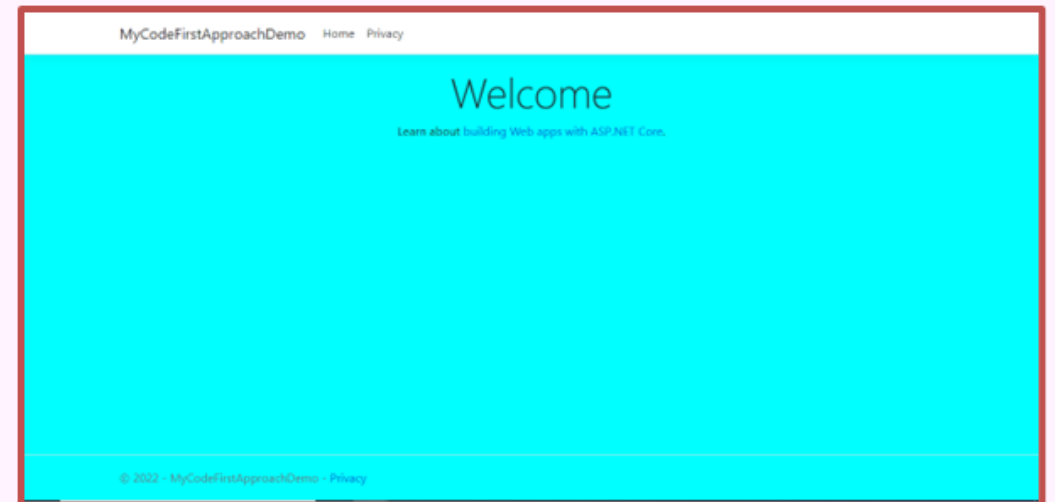 MyCodeFirstApproachDemo Home Privacy
Welcome
Learn about building Web apps with ASP.NET Core.
© 2022 - MyCodeFirstApproachDemo - Privacy